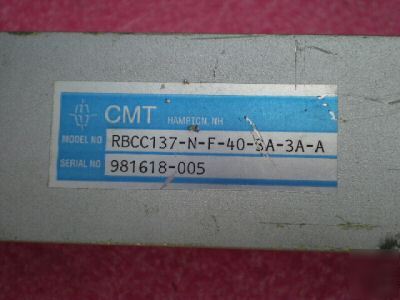 CMT
HAMPTON, NH
MODEL NO RBCC137-N-F-40-3A-3A-A
SERIAL NO 981618-005